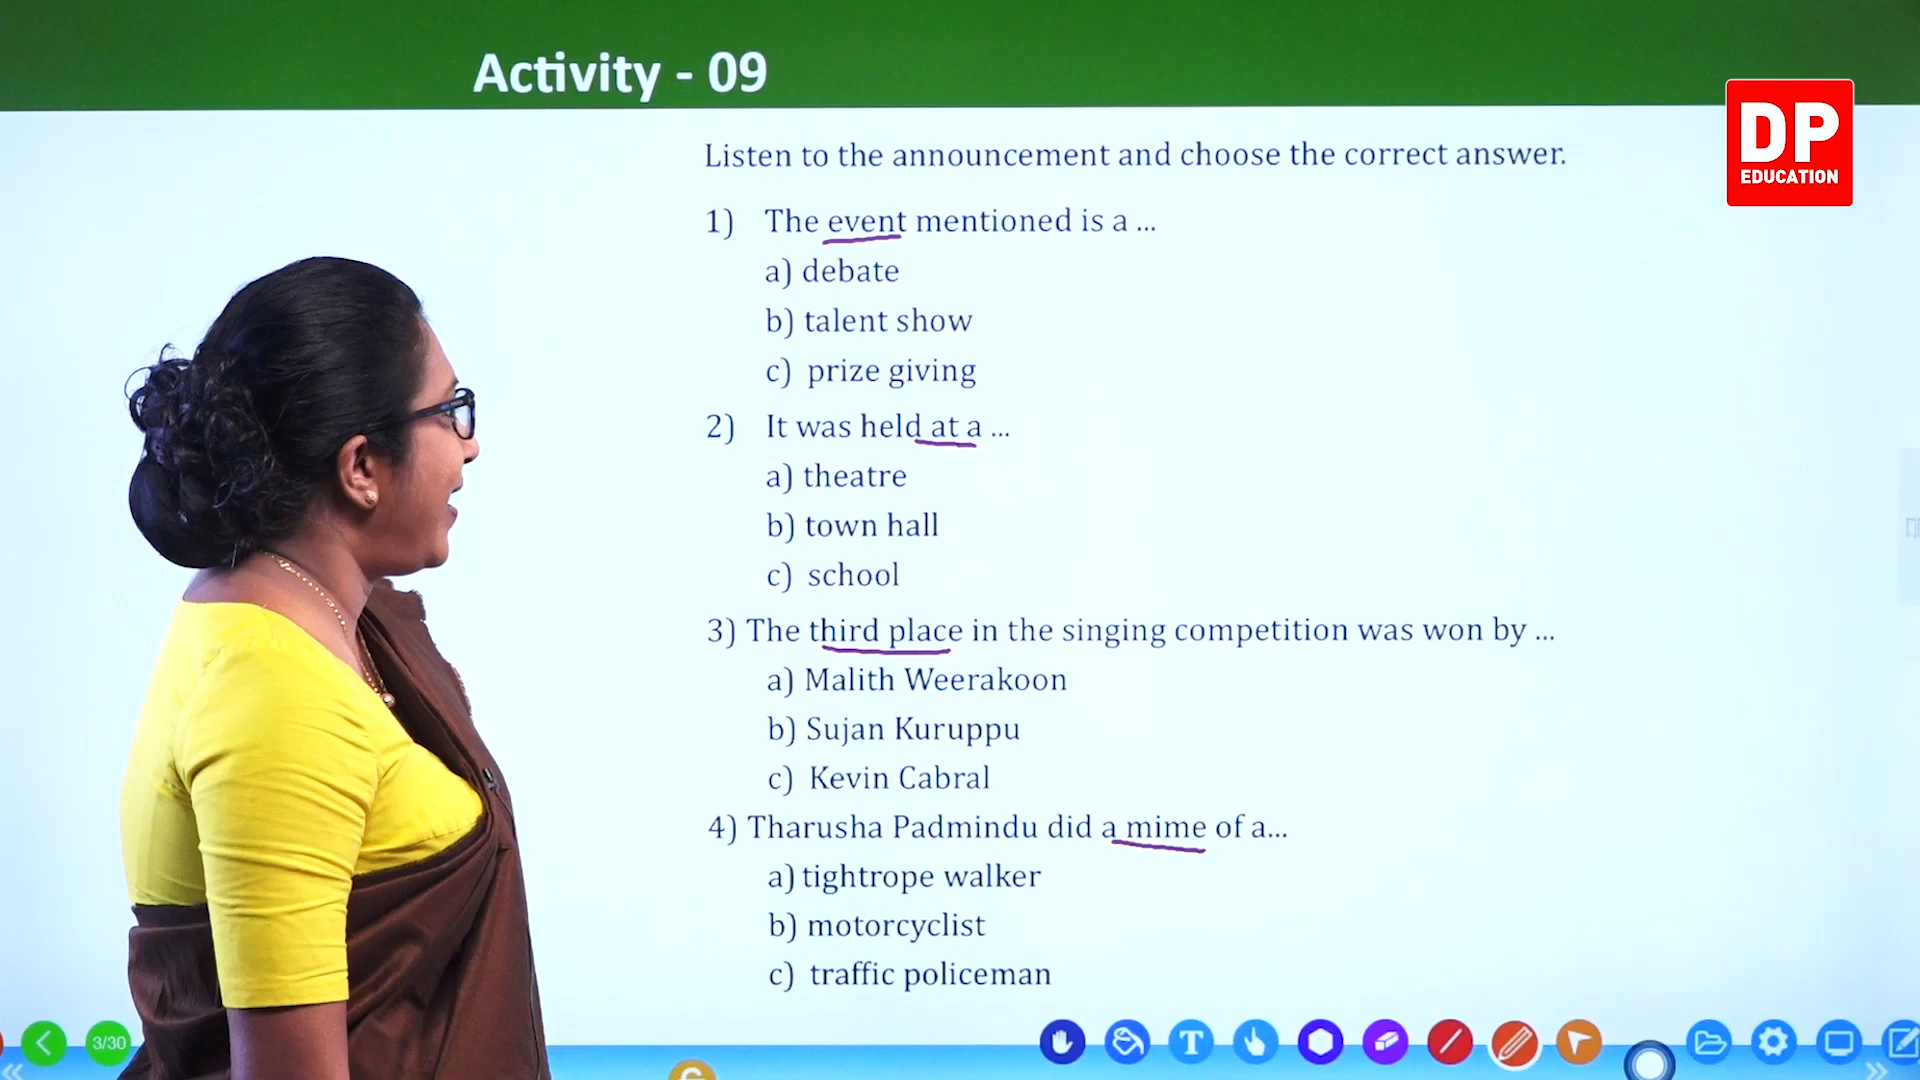 Activity - 09
DP
EDUCATION
Listen to the announcement and choose the correct answer.
1) The event mentioned is a ...
a) debate
b) talent show
c) prize giving
2) It was held at a ...
a) theatre
b) town hall
c) school
3) The third place in the singing competition was won by ...
a) Malith Weerakoon
b) Sujan Kuruppu
c) Kevin Cabral
4) Tharusha Padmindu did a mime of a...
a) tightrope walker
b) motorcyclist
c) traffic policeman
3/30
T